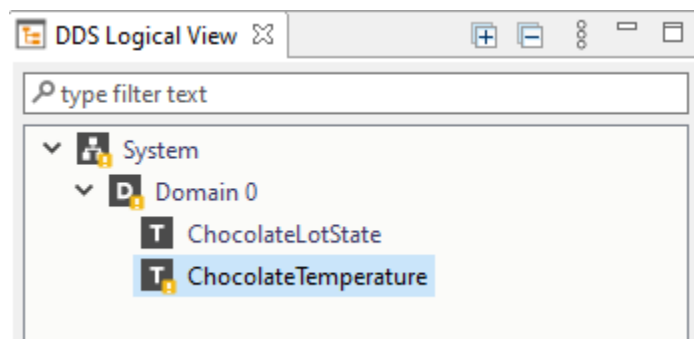 DDS Logical View
type filter text
System
D Domain 0
T ChocolateLotState
T ChocolateTemperature